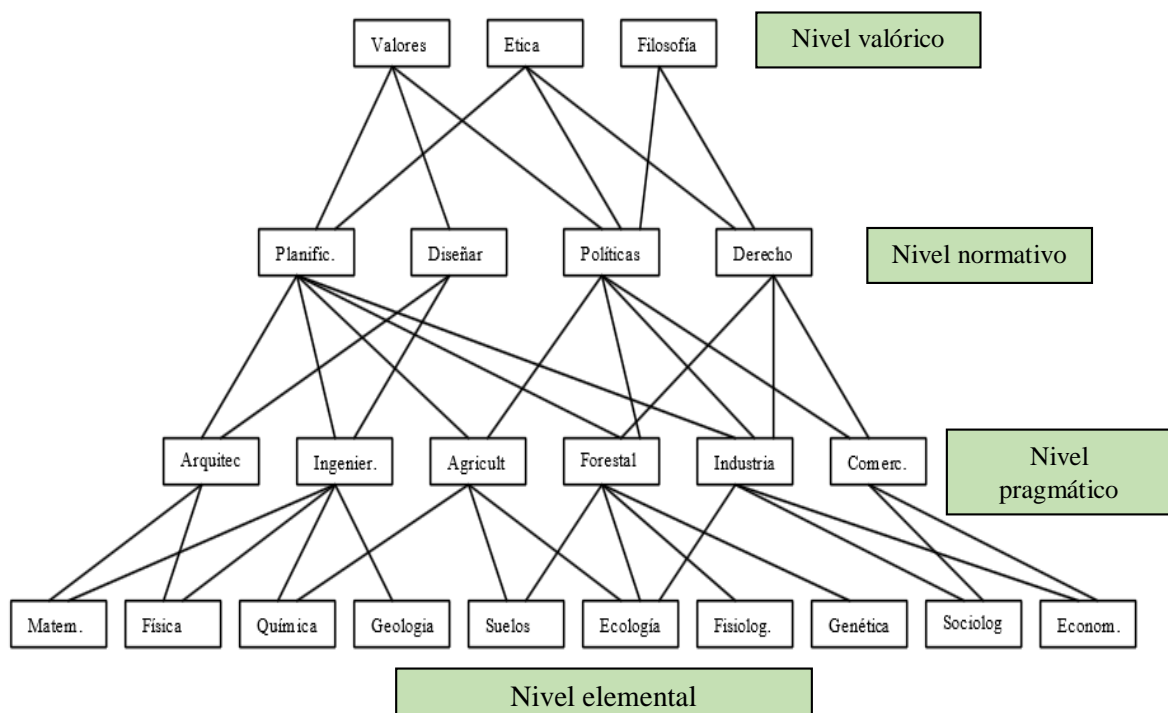 Valores
Etica
Filosofía
Nivel valórico
Planific.
Diseñar
Políticas
Derecho
Nivel normativo
Arquitec
Ingenier.
Agricult
Forestal
Industria
Comerc.
Nivel
pragmático
Matem.
Física
Química
Geologia
Suelos
Ecología
Fisiolog.
Genética
Sociolog
Econom.
Nivel elemental